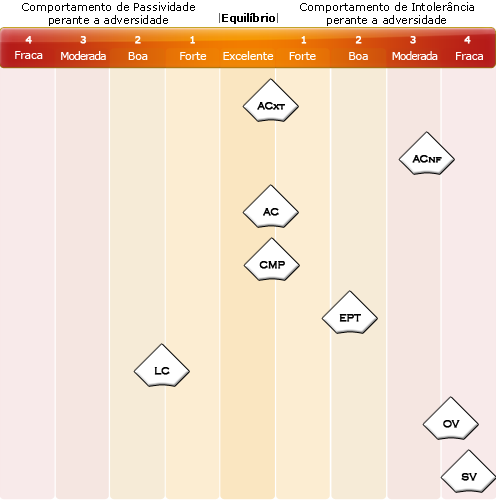 Comportamento de Passividade
perante a adversidade
|Equilíbrio|
Comportamento de Intolerância
perante a adversidade
4 3 2 1 1 2 3 4
Fraca Moderada Boa Forte Excelente Forte Boa Moderada Fraca
ACXT
ACNF
AC
CMP
EPT
LC
OV
SV